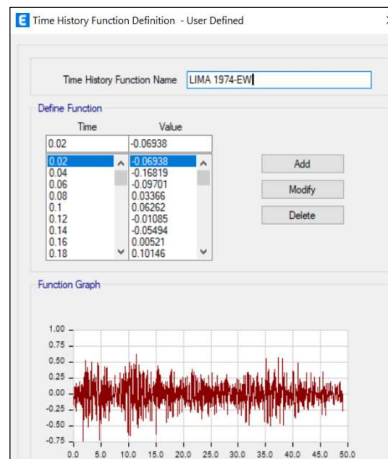 E Time History Function Definition - User Defined
Time History Function Name LIMA 1974-EW
Define Function
Time Value
0.02 -0.06938
0.02 -0.06938
0.04 -0.16819
0.06 -0.09701
0.08 0.03366
0.1 0.06262
0.12 -0.01085
0.14 -0.05494
0.16 0.00521
0.18 0.10146
Add
Modify
Delete
Function Graph
1.00
0.75
0.50
0.25
0.00
-0.25
-0.50
-0.75
0.0 5.0 10.0 15.0 20.0 25.0 30.0 35.0 40.0 45.0 50.0